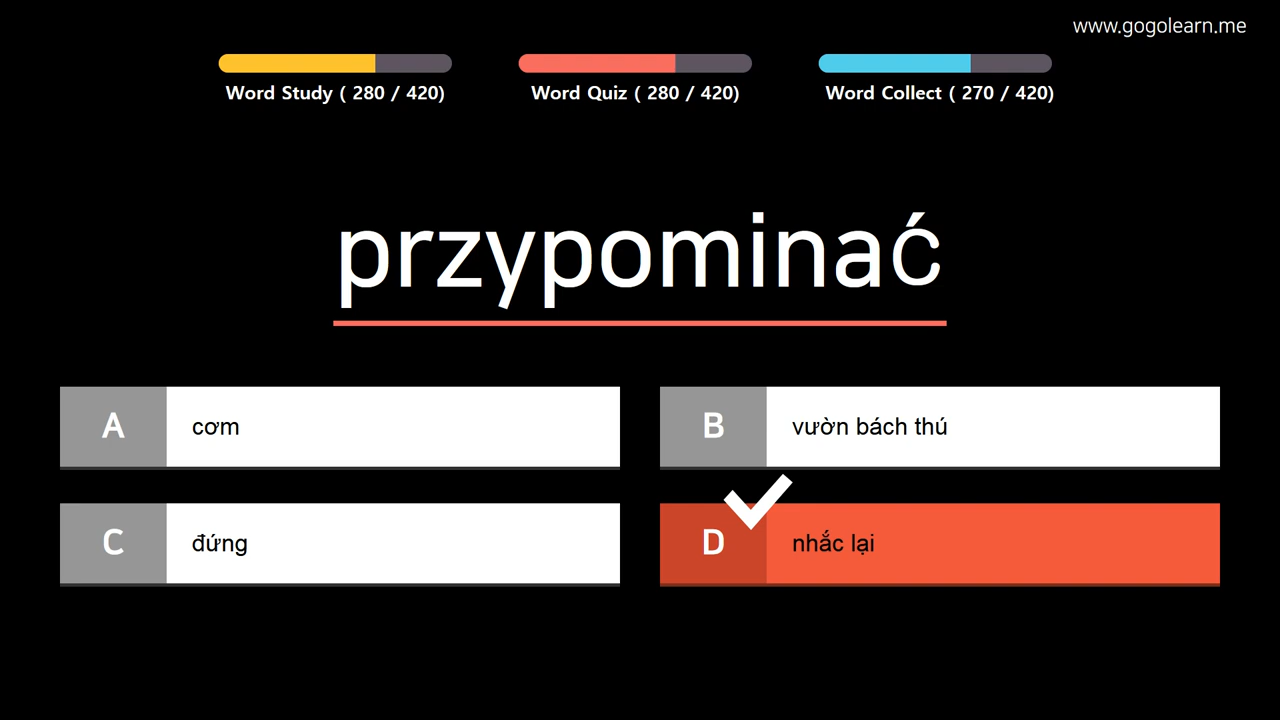 www.gogolearn.me
Word Study ( 280 / 420)
Word Quiz ( 280 / 420)
Word Collect ( 270 / 420)
przypominać
A
cơm
B
vườn bách thú
C
đứng
D
nhắc lại